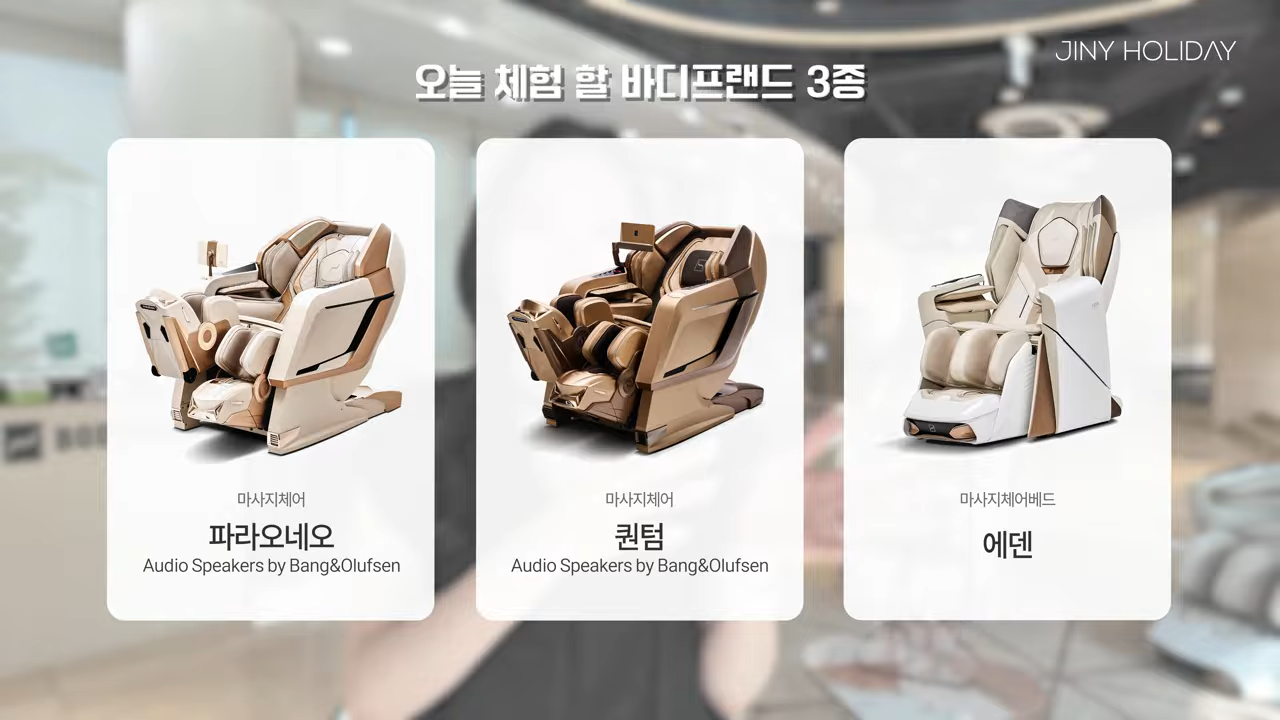 JINY HOLIDAY
오늘 체험 할 바디프랜드 3종
마사지체어
파라오네오
Audio Speakers by Bang&Olufsen
마사지체어
퀀텀
Audio Speakers by Bang&Olufsen
마사지체어베드
에덴